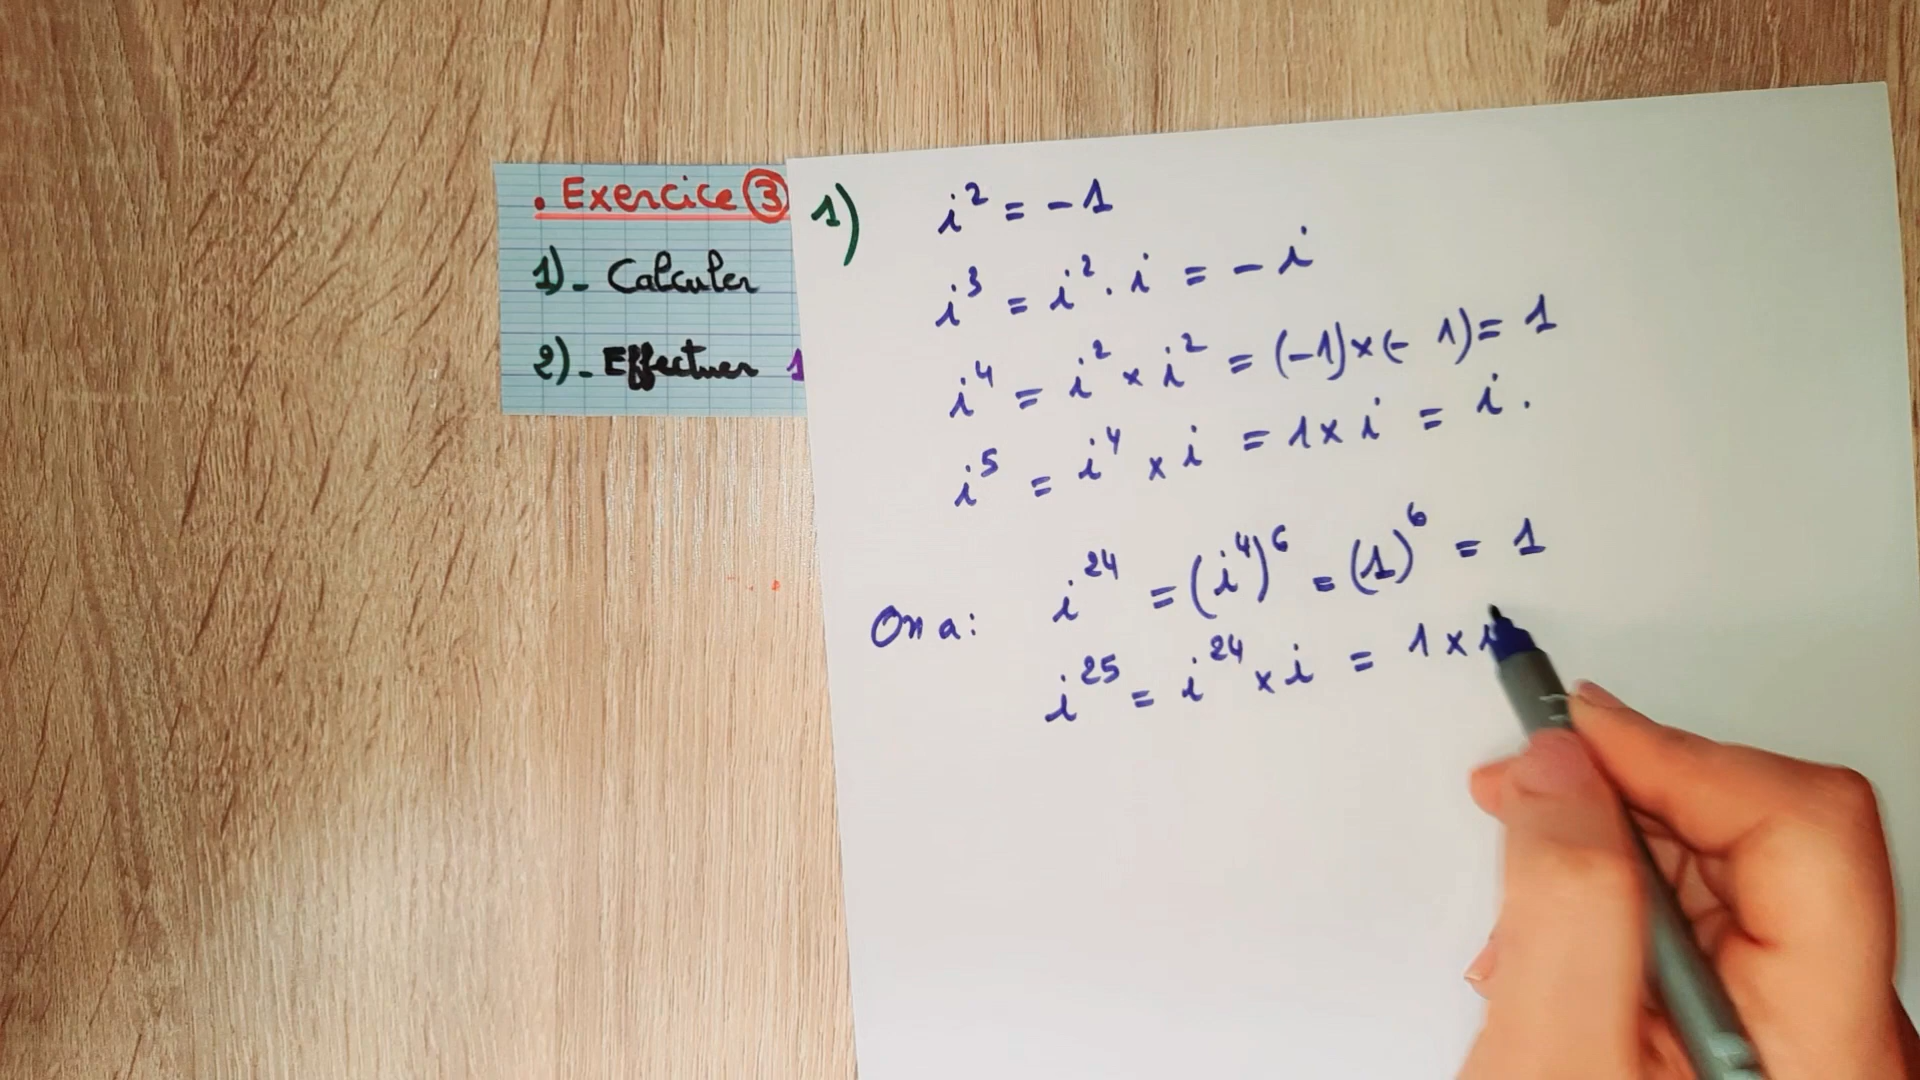 . Exercice ③
1)_ Calculer
2)_ Effectuer 1
1) i² = -1
i³ = i² . i = - i
i⁴ = i² × i² = (-1)×(- 1)= 1
i⁵ = i⁴ × i = 1× i = i .
On a: i²⁴ = (i⁴)⁶ = (1)⁶ = 1
i²⁵ = i²⁴ × i = 1 × i